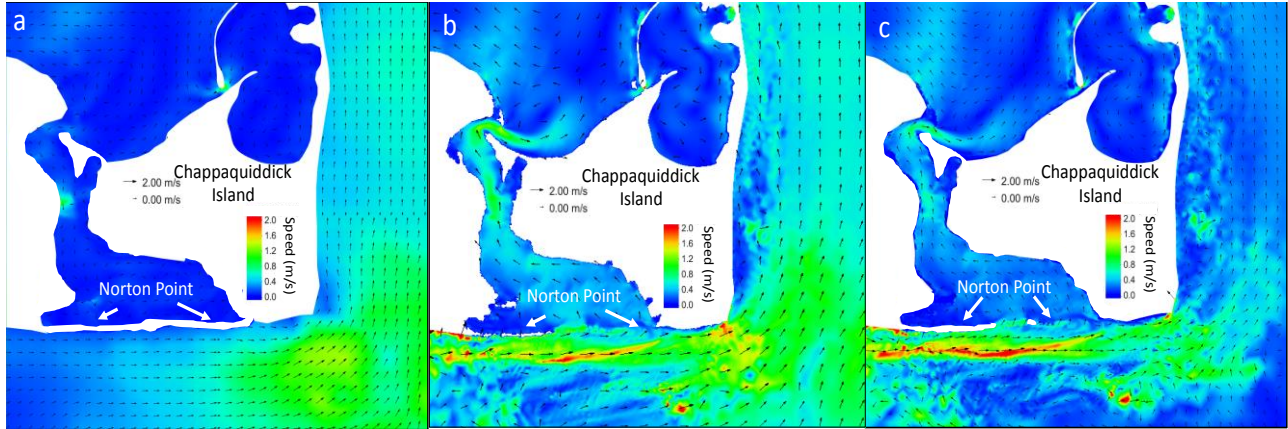 a
Chappaquiddick
Island
2.00 m/s
0.00 m/s
Speed (m/s)
2.0
1.6
1.2
0.8
0.4
0.0
Norton Point
b
Chappaquiddick
Island
2.00 m/s
0.00 m/s
Speed (m/s)
2.0
1.6
1.2
0.8
0.4
0.0
Norton Point
c
Chappaquiddick
Island
2.00 m/s
0.00 m/s
Speed (m/s)
2.0
1.6
1.2
0.8
0.4
0.0
Norton Point